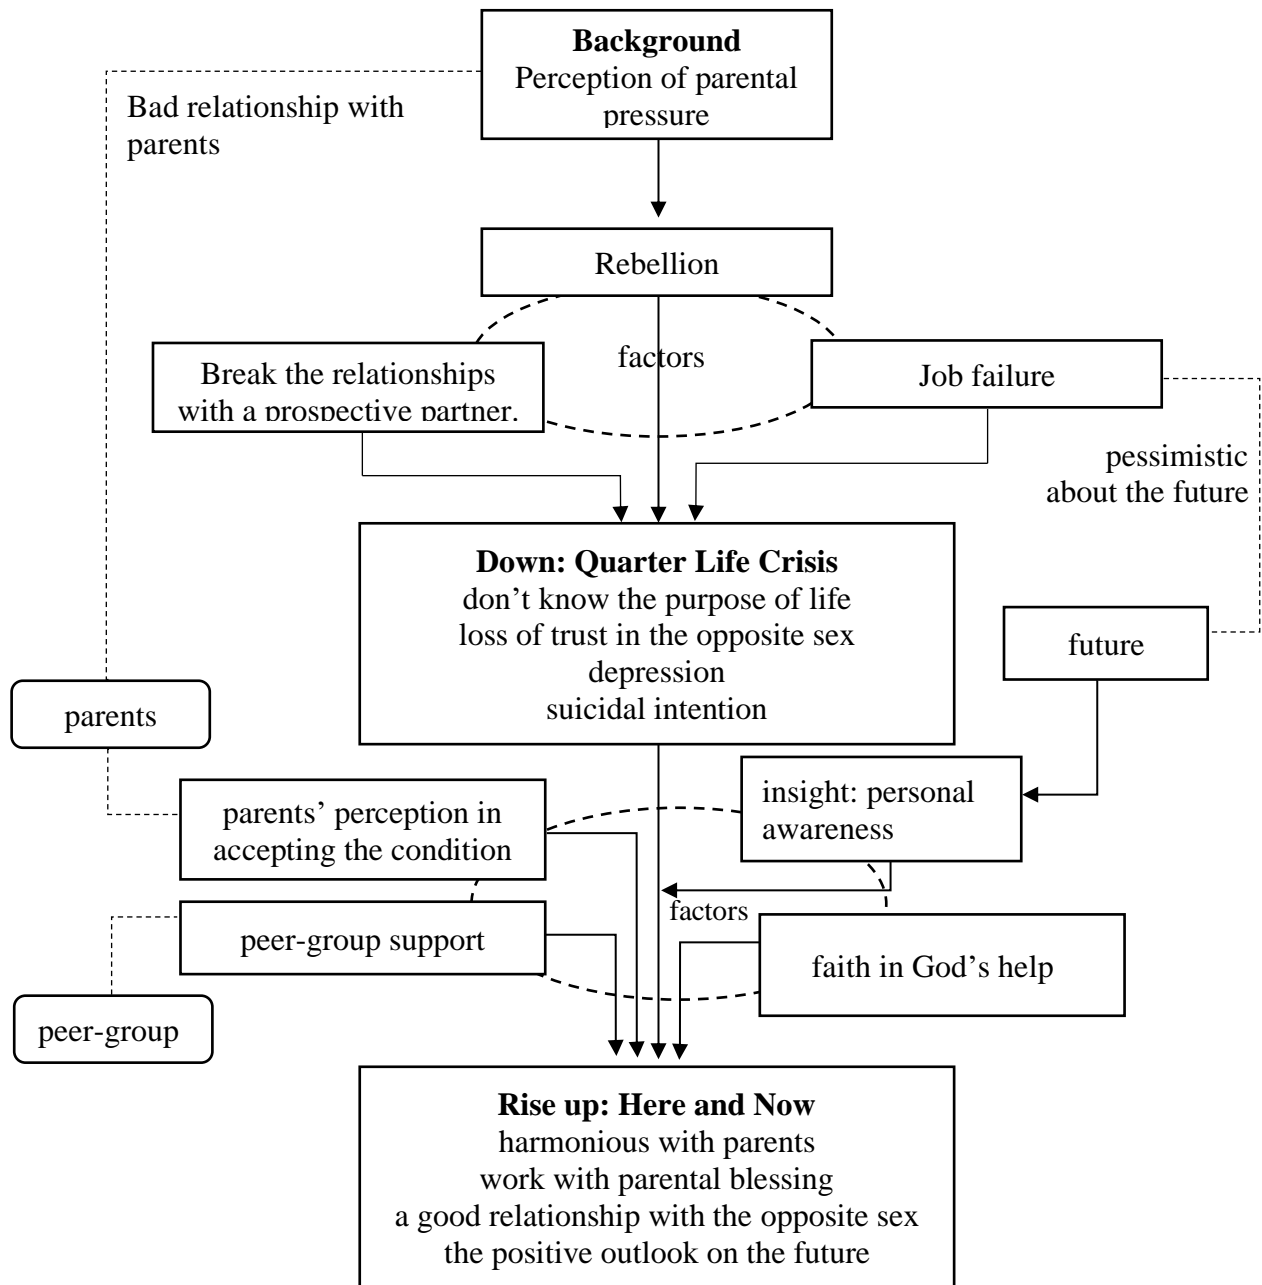 Background
Perception of parental
pressure
Bad relationship with
parents
Rebellion
factors
Break the relationships
with a prospective partner.
Job failure
pessimistic
about the future
Down: Quarter Life Crisis
don’t know the purpose of life
loss of trust in the opposite sex
depression
suicidal intention
future
parents
insight: personal
awareness
parents’ perception in
accepting the condition
factors
peer-group support
faith in God’s help
peer-group
Rise up: Here and Now
harmonious with parents
work with parental blessing
a good relationship with the opposite sex
the positive outlook on the future